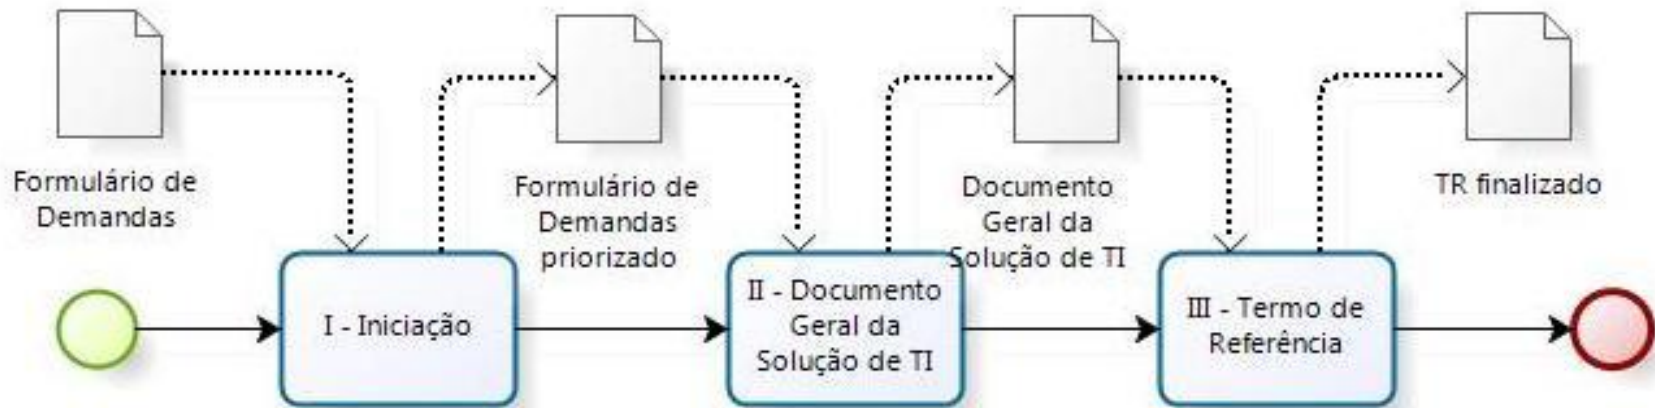 Formulário de
Demandas
Formulário de
Demandas
priorizado
Documento
Geral da
Solução de TI
TR finalizado
I - Iniciação
II - Documento
Geral da
Solução de TI
III - Termo de
Referência